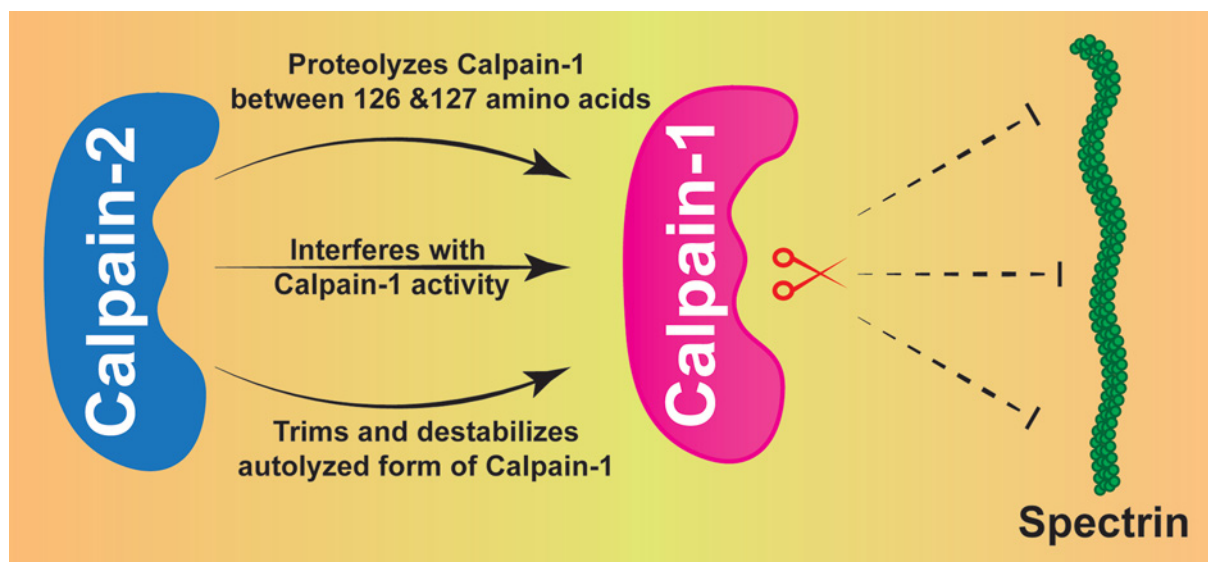 Calpain-2
Proteolyzes Calpain-1
between 126 &127 amino acids
Interferes with
Calpain-1 activity
Trims and destabilizes
autolyzed form of Calpain-1
Calpain-1
Spectrin